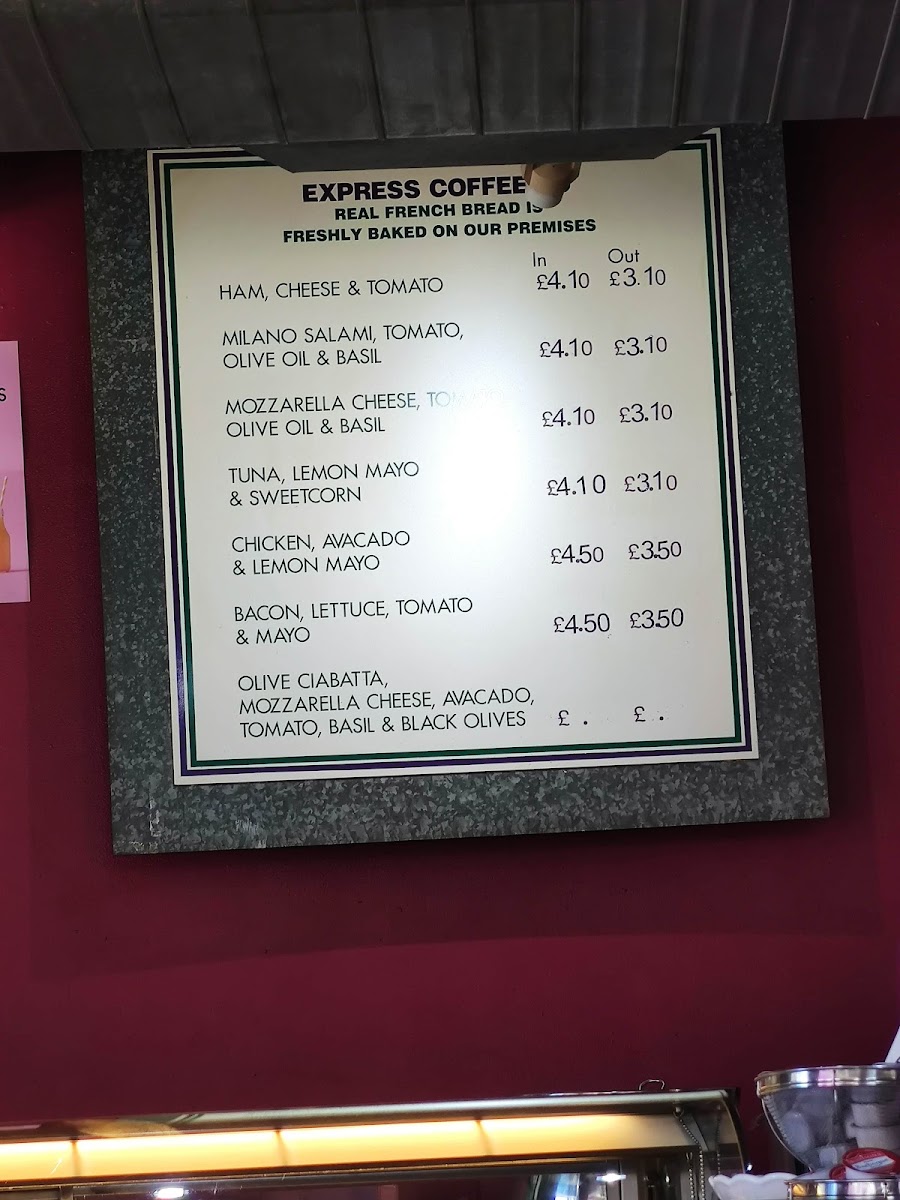 EXPRESS COFFEE
REAL FRENCH BREAD IS
FRESHLY BAKED ON OUR PREMISES
In Out
HAM, CHEESE & TOMATO £4.10 £3.10
MILANO SALAMI, TOMATO,
OLIVE OIL & BASIL £4.10 £3.10
MOZZARELLA CHEESE, TOMATO
OLIVE OIL & BASIL £4.10 £3.10
TUNA, LEMON MAYO
& SWEETCORN £4.10 £3.10
CHICKEN, AVACADO
& LEMON MAYO £4.50 £3.50
BACON, LETTUCE, TOMATO
& MAYO £4.50 £3.50
OLIVE CIABATTA,
MOZZARELLA CHEESE, AVACADO,
TOMATO, BASIL & BLACK OLIVES £ . £ .